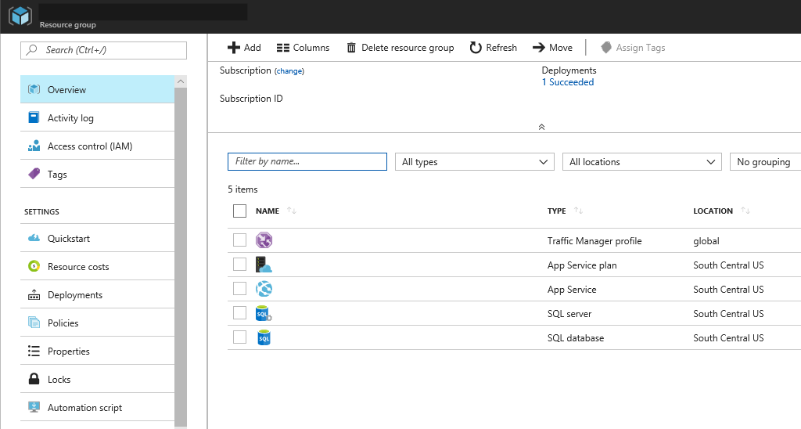 Resource group
Search (Ctrl+/)
Overview
Activity log
Access control (IAM)
Tags
SETTINGS
Quickstart
Resource costs
Deployments
Policies
Properties
Locks
Automation script
Add Columns Delete resource group Refresh Move Assign Tags
Subscription (change) Deployments
1 Succeeded
Subscription ID
Filter by name... All types All locations No grouping
5 items
NAME TYPE LOCATION
Traffic Manager profile global
App Service plan South Central US
App Service South Central US
SQL SQL server South Central US
SQL SQL database South Central US